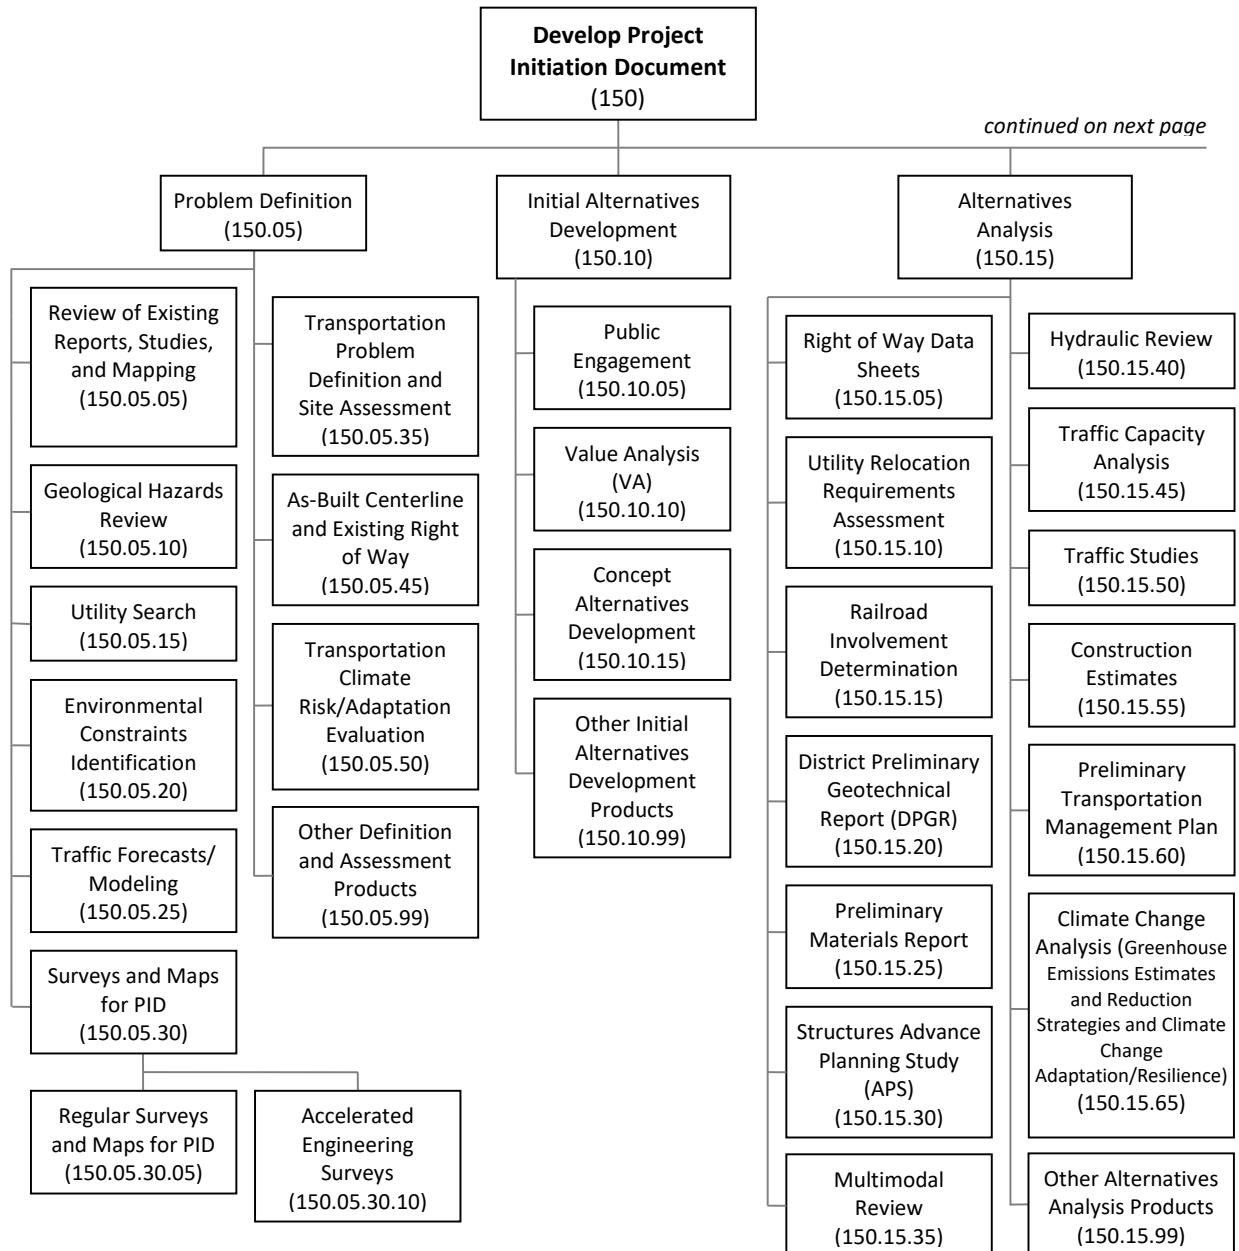 Develop Project
Initiation Document
(150)
continued on next page
Problem Definition
(150.05)
Review of Existing
Reports, Studies,
and Mapping
(150.05.05)
Geological Hazards
Review
(150.05.10)
Utility Search
(150.05.15)
Environmental
Constraints
Identification
(150.05.20)
Traffic Forecasts/
Modeling
(150.05.25)
Surveys and Maps
for PID
(150.05.30)
Regular Surveys
and Maps for PID
(150.05.30.05)
Accelerated
Engineering
Surveys
(150.05.30.10)
Transportation
Problem
Definition and
Site Assessment
(150.05.35)
As-Built Centerline
and Existing Right
of Way
(150.05.45)
Transportation
Climate
Risk/Adaptation
Evaluation
(150.05.50)
Other Definition
and Assessment
Products
(150.05.99)
Initial Alternatives
Development
(150.10)
Public
Engagement
(150.10.05)
Value Analysis
(VA)
(150.10.10)
Concept
Alternatives
Development
(150.10.15)
Other Initial
Alternatives
Development
Products
(150.10.99)
Alternatives
Analysis
(150.15)
Right of Way Data
Sheets
(150.15.05)
Utility Relocation
Requirements
Assessment
(150.15.10)
Railroad
Involvement
Determination
(150.15.15)
District Preliminary
Geotechnical
Report (DPGR)
(150.15.20)
Preliminary
Materials Report
(150.15.25)
Structures Advance
Planning Study
(APS)
(150.15.30)
Multimodal
Review
(150.15.35)
Hydraulic Review
(150.15.40)
Traffic Capacity
Analysis
(150.15.45)
Traffic Studies
(150.15.50)
Construction
Estimates
(150.15.55)
Preliminary
Transportation
Management Plan
(150.15.60)
Climate Change
Analysis (Greenhouse
Emissions Estimates
and Reduction
Strategies and Climate
Change
Adaptation/Resilience)
(150.15.65)
Other Alternatives
Analysis Products
(150.15.99)